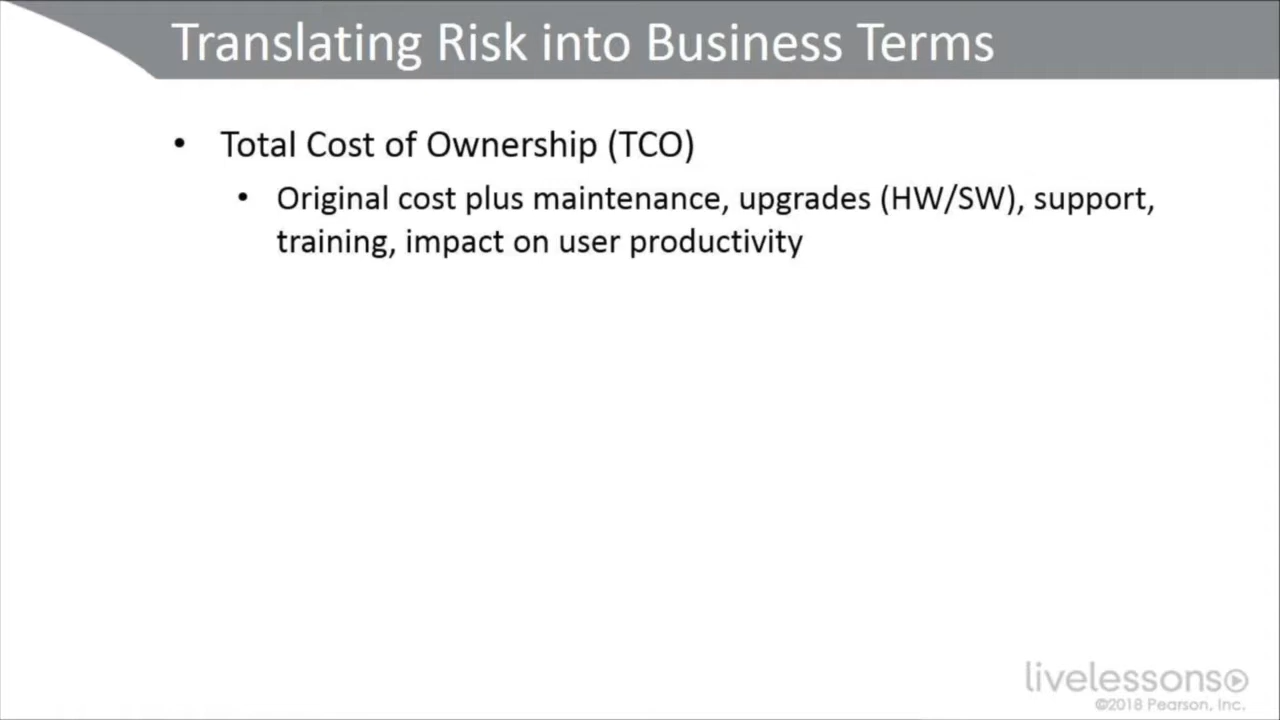 Translating Risk into Business Terms
• Total Cost of Ownership (TCO)
• Original cost plus maintenance, upgrades (HW/SW), support,
training, impact on user productivity
livelessons
©2018 Pearson, Inc.